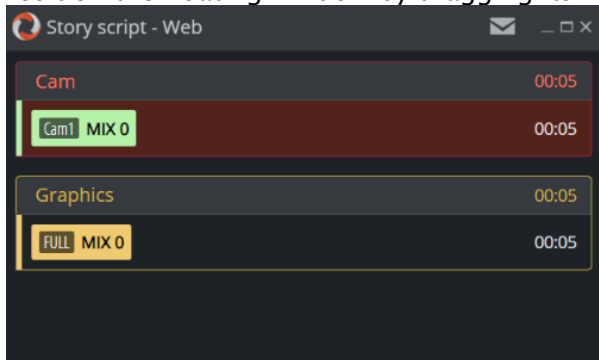 Story script - Web
Cam 00:05
Cam1 MIX 0 00:05
Graphics 00:05
FULL MIX 0 00:05